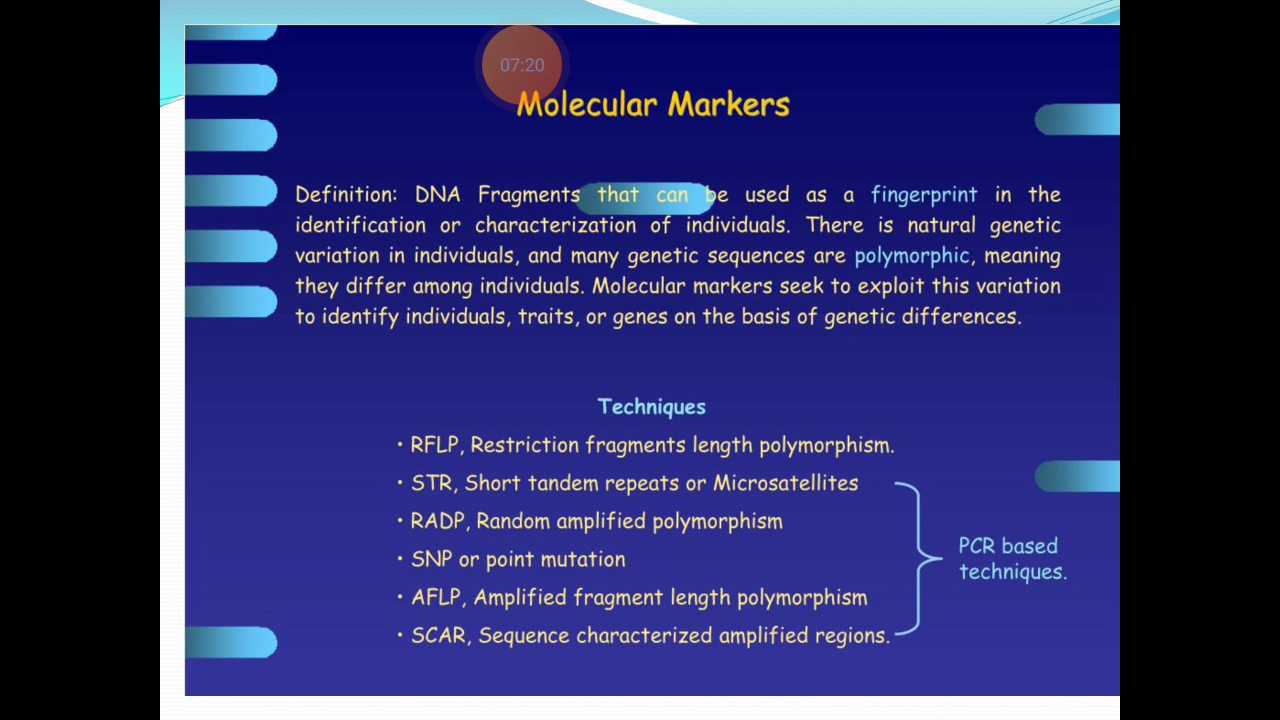 07:20
Molecular Markers
Definition: DNA Fragments that can be used as a fingerprint in the
identification or characterization of individuals. There is natural genetic
variation in individuals, and many genetic sequences are polymorphic, meaning
they differ among individuals. Molecular markers seek to exploit this variation
to identify individuals, traits, or genes on the basis of genetic differences.
Techniques
• RFLP, Restriction fragments length polymorphism.
• STR, Short tandem repeats or Microsatellites
• RADP, Random amplified polymorphism
• SNP or point mutation
• AFLP, Amplified fragment length polymorphism
• SCAR, Sequence characterized amplified regions.
PCR based
techniques.